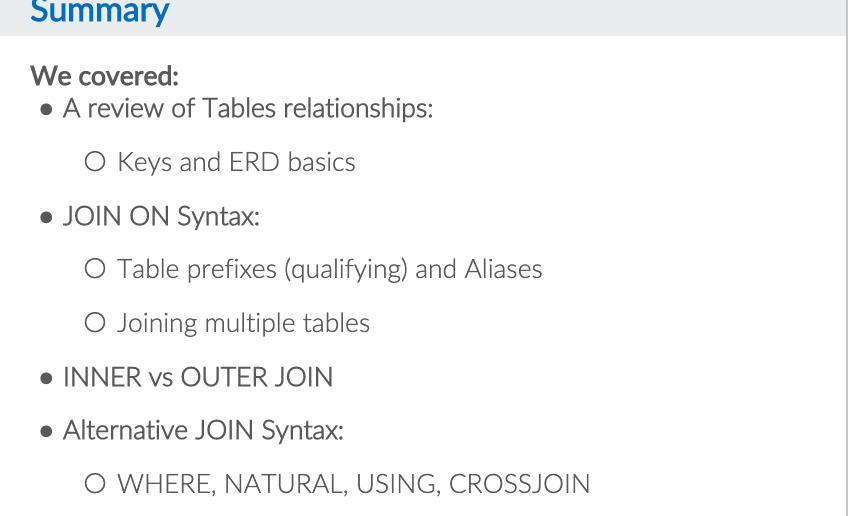 Summary
We covered:
● A review of Tables relationships:
○ Keys and ERD basics
● JOIN ON Syntax:
○ Table prefixes (qualifying) and Aliases
○ Joining multiple tables
● INNER vs OUTER JOIN
● Alternative JOIN Syntax:
○ WHERE, NATURAL, USING, CROSSJOIN